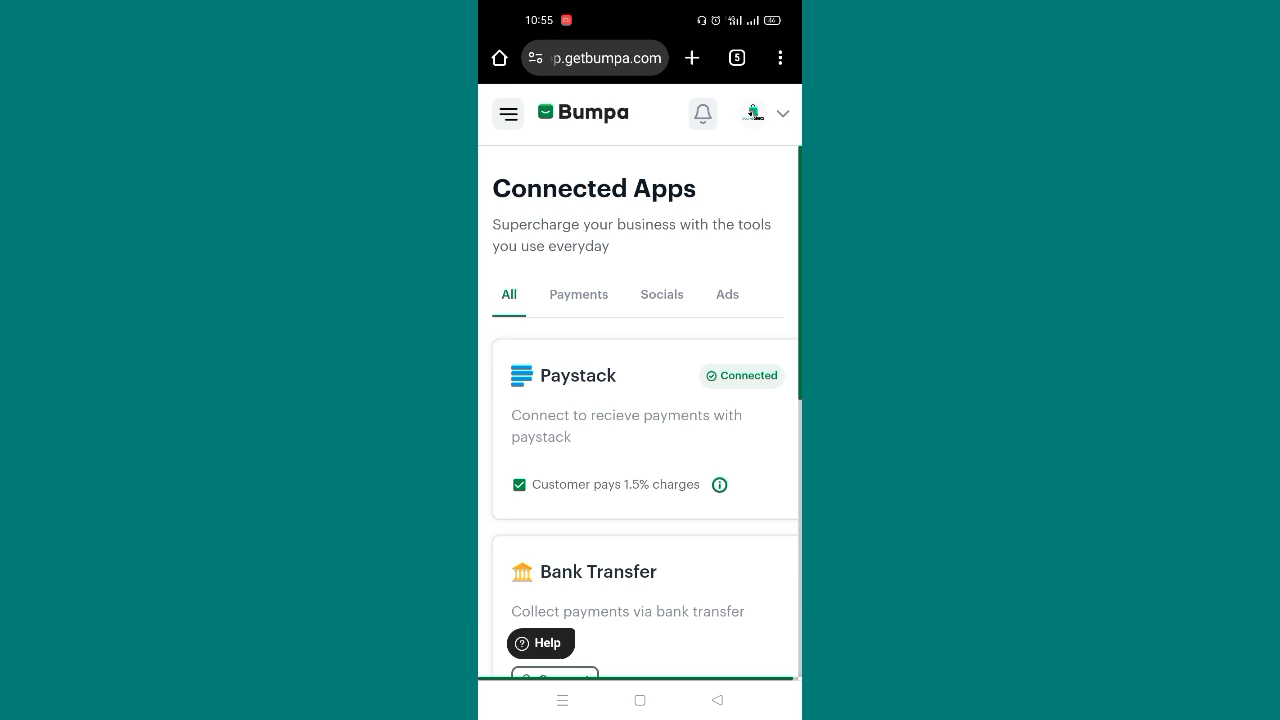 10:55
p.getbumpa.com
5
Bumpa
Connected Apps
Supercharge your business with the tools
you use everyday
All Payments Socials Ads
Paystack
Connected
Connect to recieve payments with
paystack
Customer pays 1.5% charges
Bank Transfer
Collect payments via bank transfer
Help